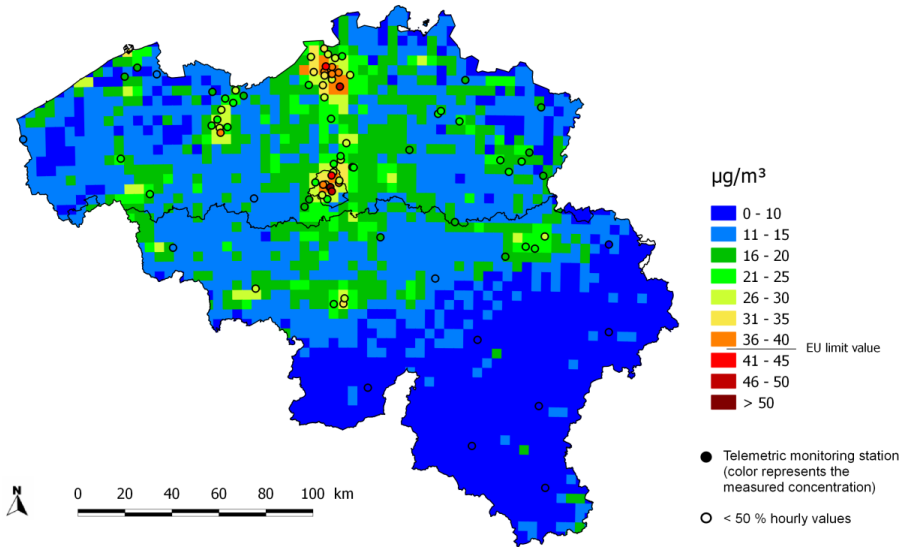 µg/m³
0 - 10
11 - 15
16 - 20
21 - 25
26 - 30
31 - 35
36 - 40
EU limit value
41 - 45
46 - 50
> 50
Telemetric monitoring station
(color represents the
measured concentration)
< 50 % hourly values
N
0 20 40 60 80 100 km